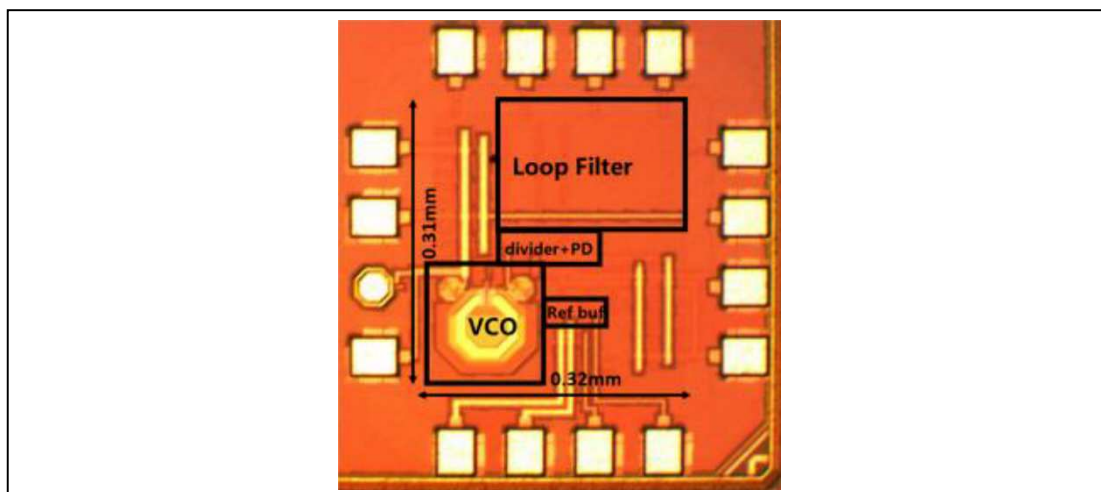 Loop Filter
0.31mm
divider+PD
Ref buf
VCO
0.32mm